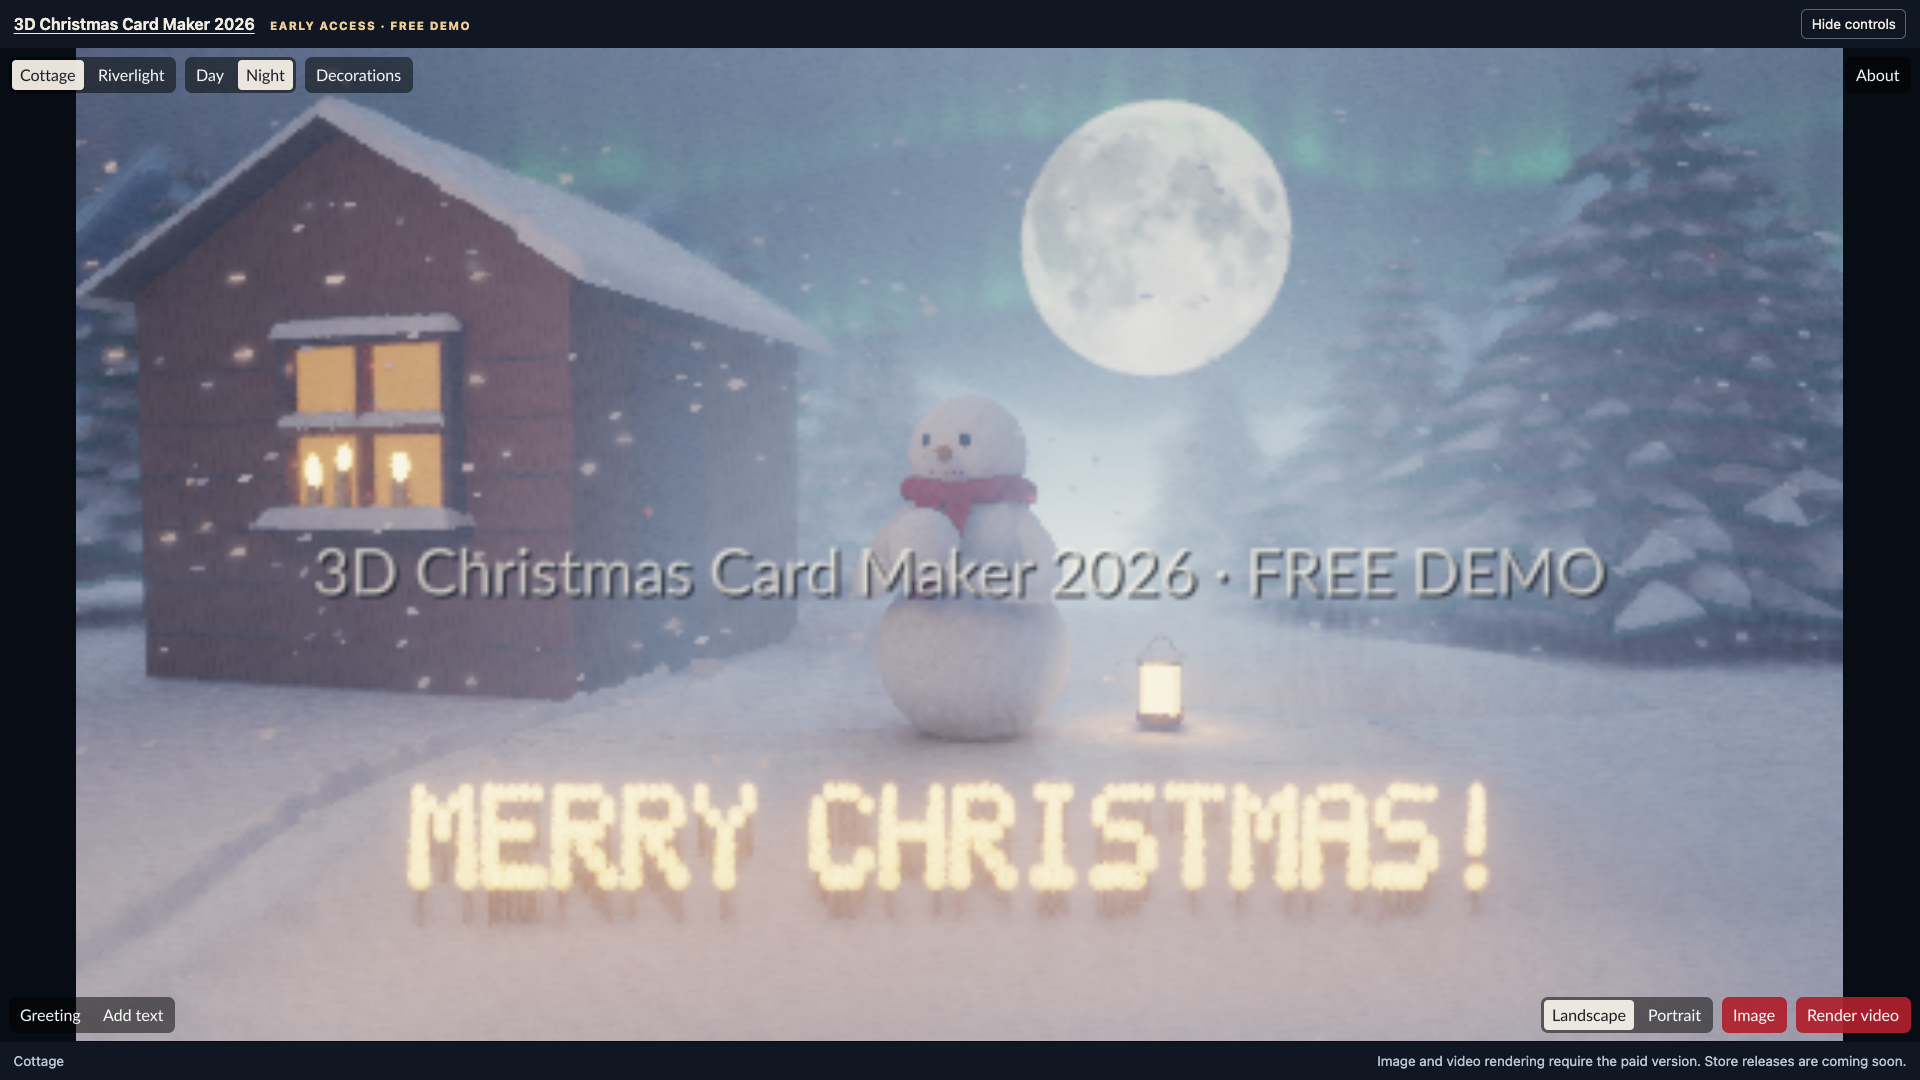 3D Christmas Card Maker 2026 EARLY ACCESS · FREE DEMO Hide controls
Cottage Riverlight Day Night Decorations About
3D Christmas Card Maker 2026 · FREE DEMO
MERRY CHRISTMAS!
Greeting Add text Landscape Portrait Image Render video
Cottage Image and video rendering require the paid version. Store releases are coming soon.